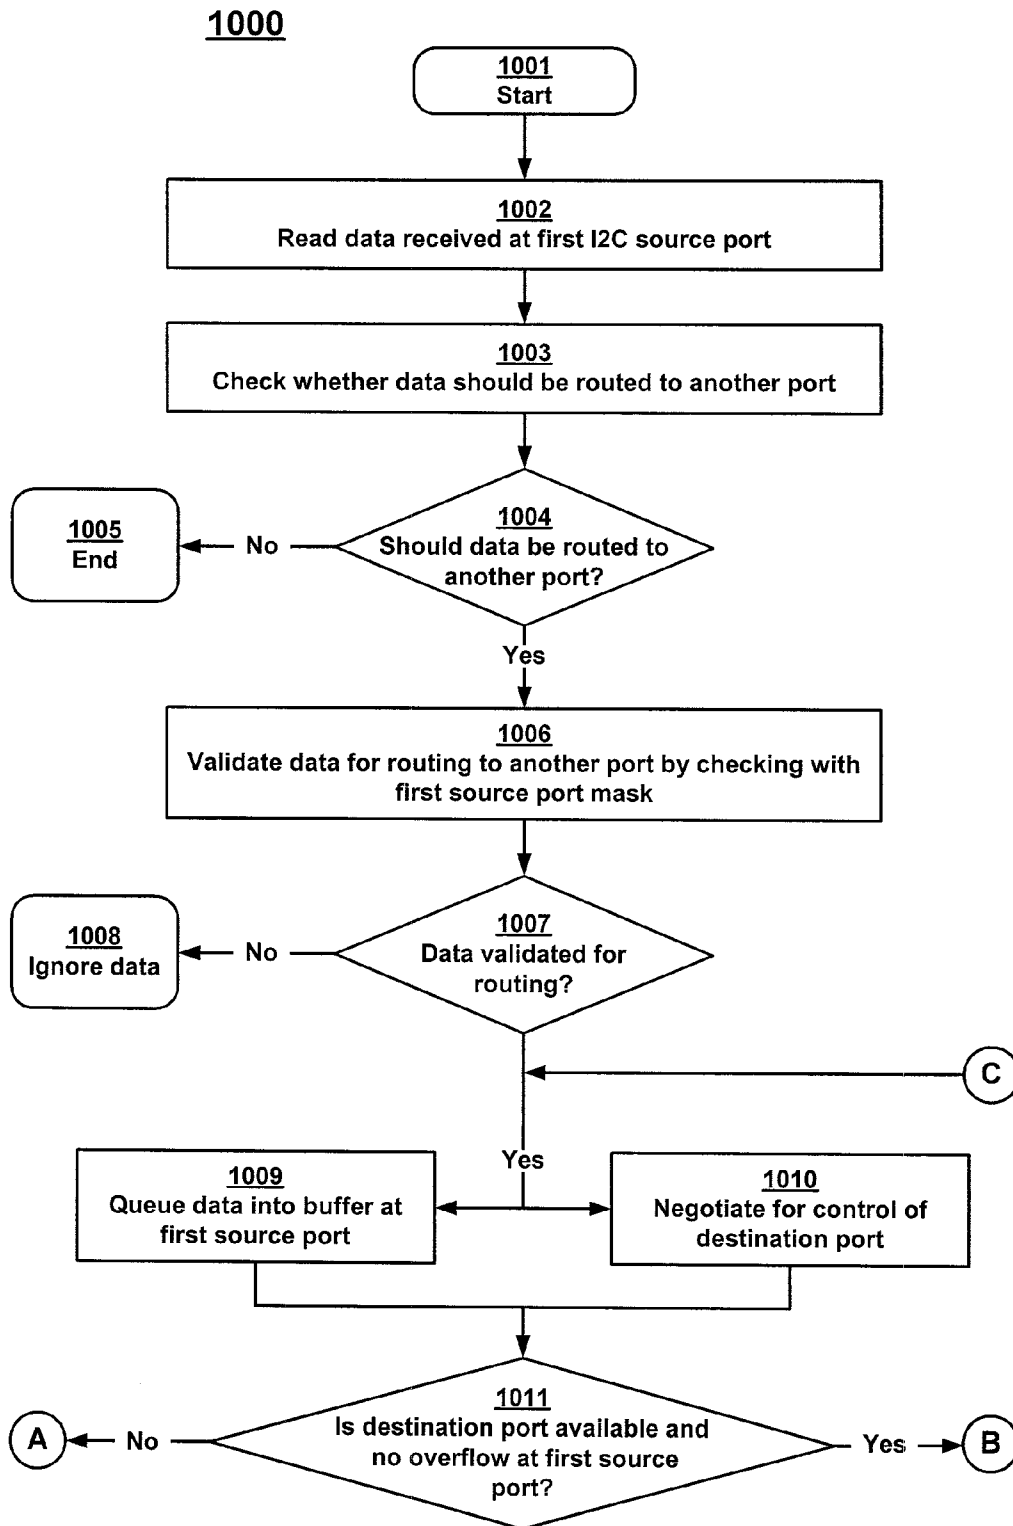 1000
1001
Start
1002
Read data received at first I2C source port
1003
Check whether data should be routed to another port
1004
Should data be routed to
another port?
No
1005
End
Yes
1006
Validate data for routing to another port by checking with
first source port mask
1007
Data validated for
routing?
No
1008
Ignore data
C
Yes
1009
Queue data into buffer at
first source port
1010
Negotiate for control of
destination port
1011
Is destination port available and
no overflow at first source
port?
No
A
Yes
B